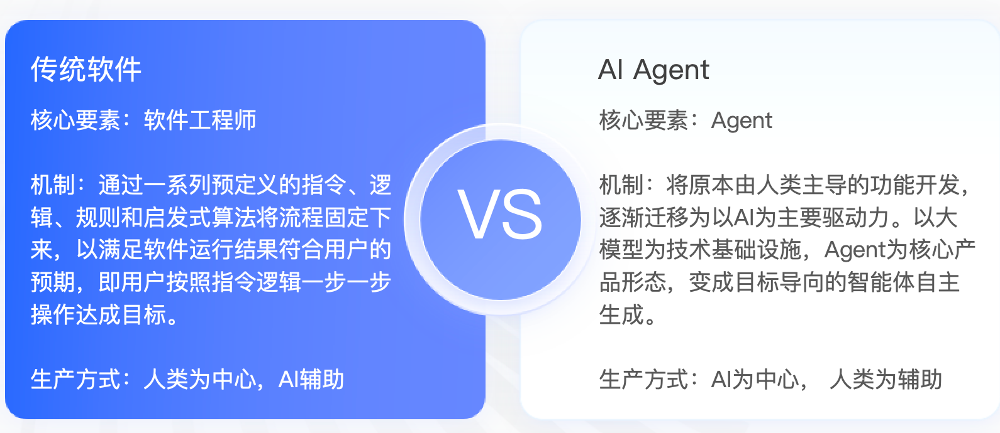 传统软件
核心要素：软件工程师
机制：通过一系列预定义的指令、逻
辑、规则和启发式算法将流程固定下
来，以满足软件运行结果符合用户的
预期，即用户按照指令逻辑一步一步
操作达成目标。
生产方式：人类为中心，AI辅助
VS
AI Agent
核心要素：Agent
机制：将原本由人类主导的功能开发，
逐渐迁移为以AI为主要驱动力。以大
模型为技术基础设施，Agent为核心产
品形态，变成目标导向的智能体自主
生成。
生产方式：AI为中心， 人类为辅助